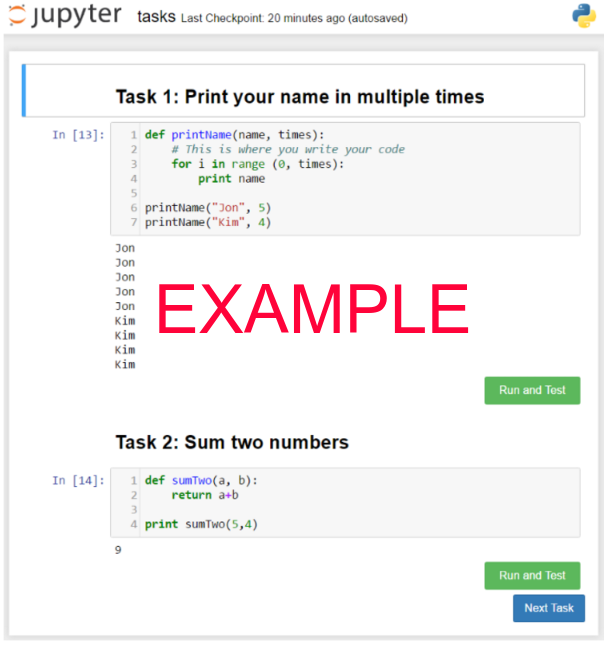 jupyter tasks Last Checkpoint: 20 minutes ago (autosaved)
Task 1: Print your name in multiple times
In [13]:
1 def printName(name, times):
2     # This is where you write your code
3     for i in range (0, times):
4         print name
5
6 printName("Jon", 5)
7 printName("Kim", 4)
Jon
Jon
Jon
Jon
Jon
Kim
Kim
Kim
Kim
EXAMPLE
Run and Test
Task 2: Sum two numbers
In [14]:
1 def sumTwo(a, b):
2     return a+b
3
4 print sumTwo(5,4)
9
Run and Test
Next Task